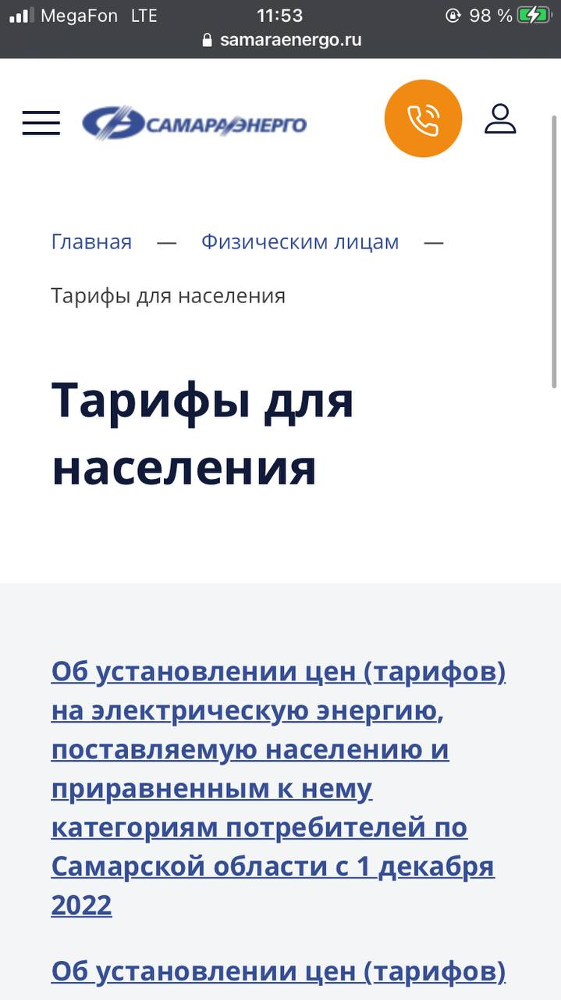 MegaFon LTE 11:53 98 %
samaraenergo.ru
САМАРАЭНЕРГО
Главная — Физическим лицам —
Тарифы для населения
Тарифы для
населения
Об установлении цен (тарифов)
на электрическую энергию,
поставляемую населению и
приравненным к нему
категориям потребителей по
Самарской области с 1 декабря
2022
Об установлении цен (тарифов)